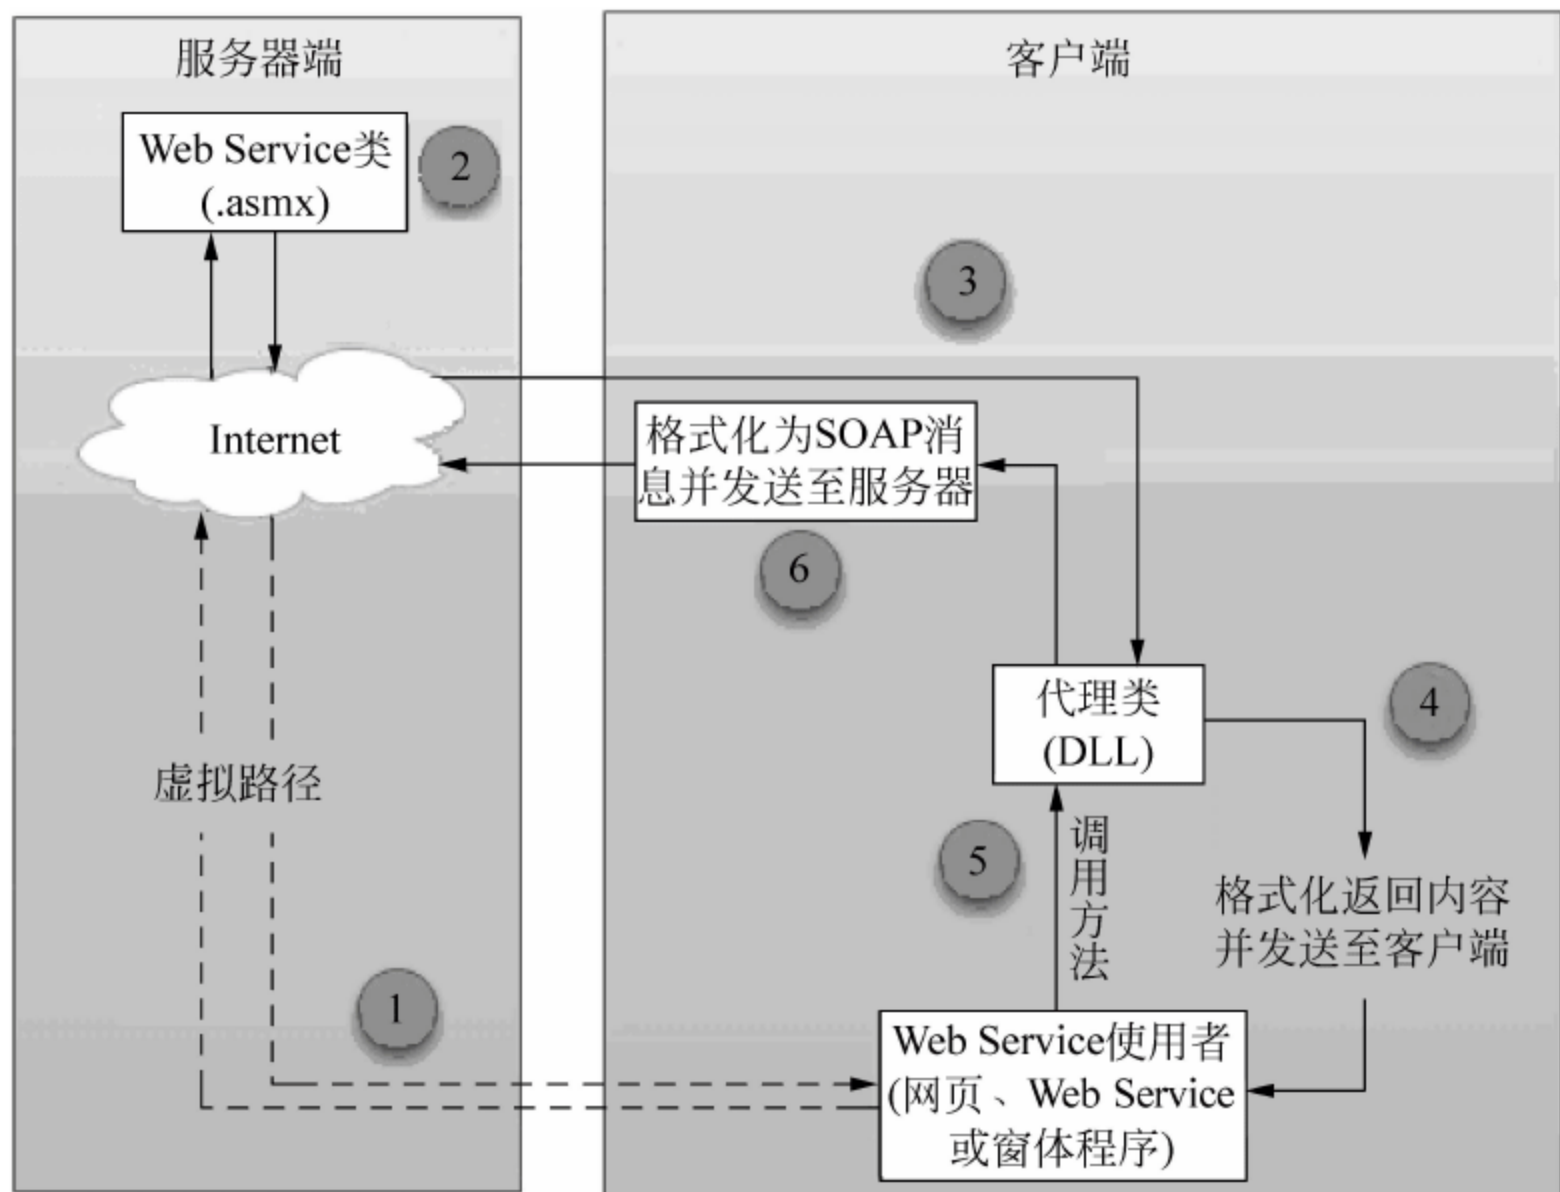 服务器端
Web Service类
(.asmx)
2
Internet
虚拟路径
1
客户端
3
格式化为SOAP消
息并发送至服务器
6
代理类
(DLL)
4
5
调用方法
格式化返回内容
并发送至客户端
Web Service使用者
(网页、Web Service
或窗体程序)